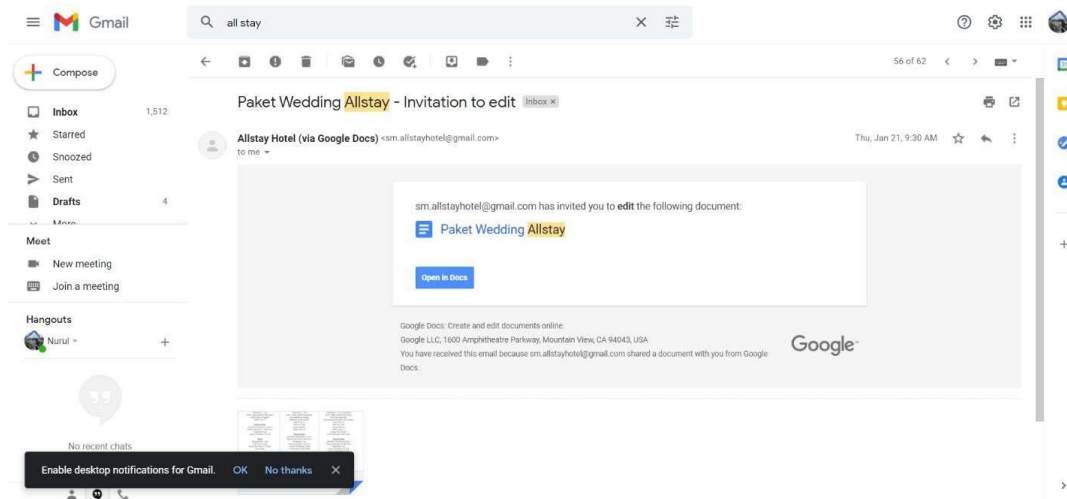 Gmail
all stay
Compose
56 of 62
Inbox 1,512
Starred
Snoozed
Sent
Drafts 4
More
Meet
New meeting
Join a meeting
Hangouts
Nurul
No recent chats
Paket Wedding Allstay - Invitation to edit Inbox x
Allstay Hotel (via Google Docs) <sm.allstayhotel@gmail.com>
to me
Thu, Jan 21, 9:30 AM
sm.allstayhotel@gmail.com has invited you to edit the following document:
Paket Wedding Allstay
Open in Docs
Google Docs: Create and edit documents online.
Google LLC, 1600 Amphitheatre Parkway, Mountain View, CA 94043, USA
You have received this email because sm.allstayhotel@gmail.com shared a document with you from Google
Docs.
Google
Enable desktop notifications for Gmail. OK No thanks